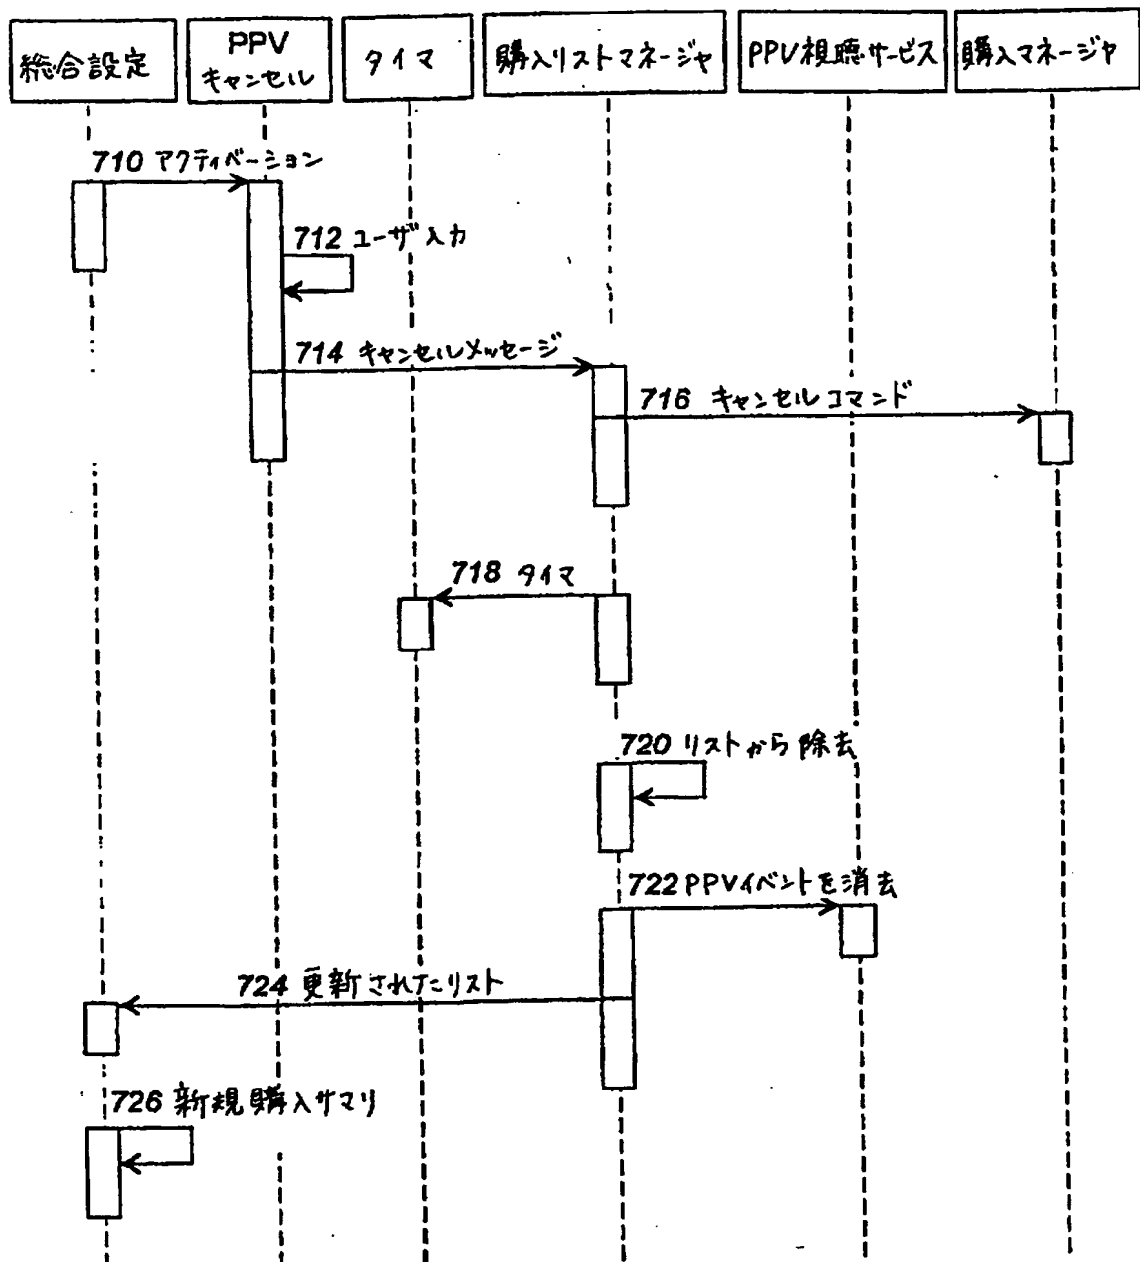 総合設定
PPV
キャンセル
タイマ
購入リストマネージャ
PPV視聴サービス
購入マネージャ
710 アクティベーション
712 ユーザ入力
714 キャンセルメッセージ
716 キャンセルコマンド
718 タイマ
720 リストから除去
722 PPVイベントを消去
724 更新されたリスト
726 新規購入サマリ